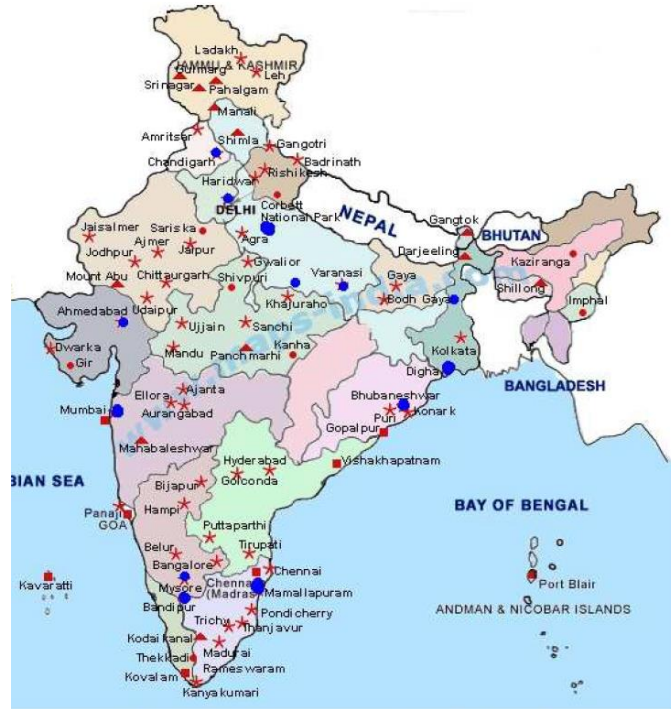 Ladakh
JAMMU & KASHMIR
Gurmarg
Leh
Srinagar
Pahalgam
Manali
Amritsar
Shimla
Gangotri
Chandigarh
Badrinath
Rishikesh
Haridwar
DELHI
Corbett
National Park
NEPAL
Gangtok
BHUTAN
Jaisalmer
Sariska
Agra
Darjeeling
Kaziranga
Ajmer
Jodhpur
Jaipur
Gwalior
Mount Abu
Chittaurgarh
Shivpuri
Varanasi
Gaya
Shillong
Khajuraho
Bodh Gaya
Imphal
Ahmedabad
Udaipur
Ujjain
Sanchi
Dwarka
Mandu
Panchmarhi
Kanha
Kolkata
Gir
Digha
BANGLADESH
Ellora
Ajanta
Bhubaneshwar
Mumbai
Aurangabad
Puri
Konark
Gopalpur
Mahabaleshwar
Hyderabad
Vishakhapatnam
BIAN SEA
Bijapur
Golconda
Hampi
BAY OF BENGAL
Panaji
GOA
Puttaparthi
Belur
Tirupati
Bangalore
Chennai
Chennai
(Madras)
Kavaratti
Mysore
Mamallapuram
Port Blair
Bandipur
Pondicherry
ANDMAN & NICOBAR ISLANDS
Trichy
Thanjavur
Kodaikanal
Madurai
Thekkadi
Rameswaram
Kovalam
Kanyakumari